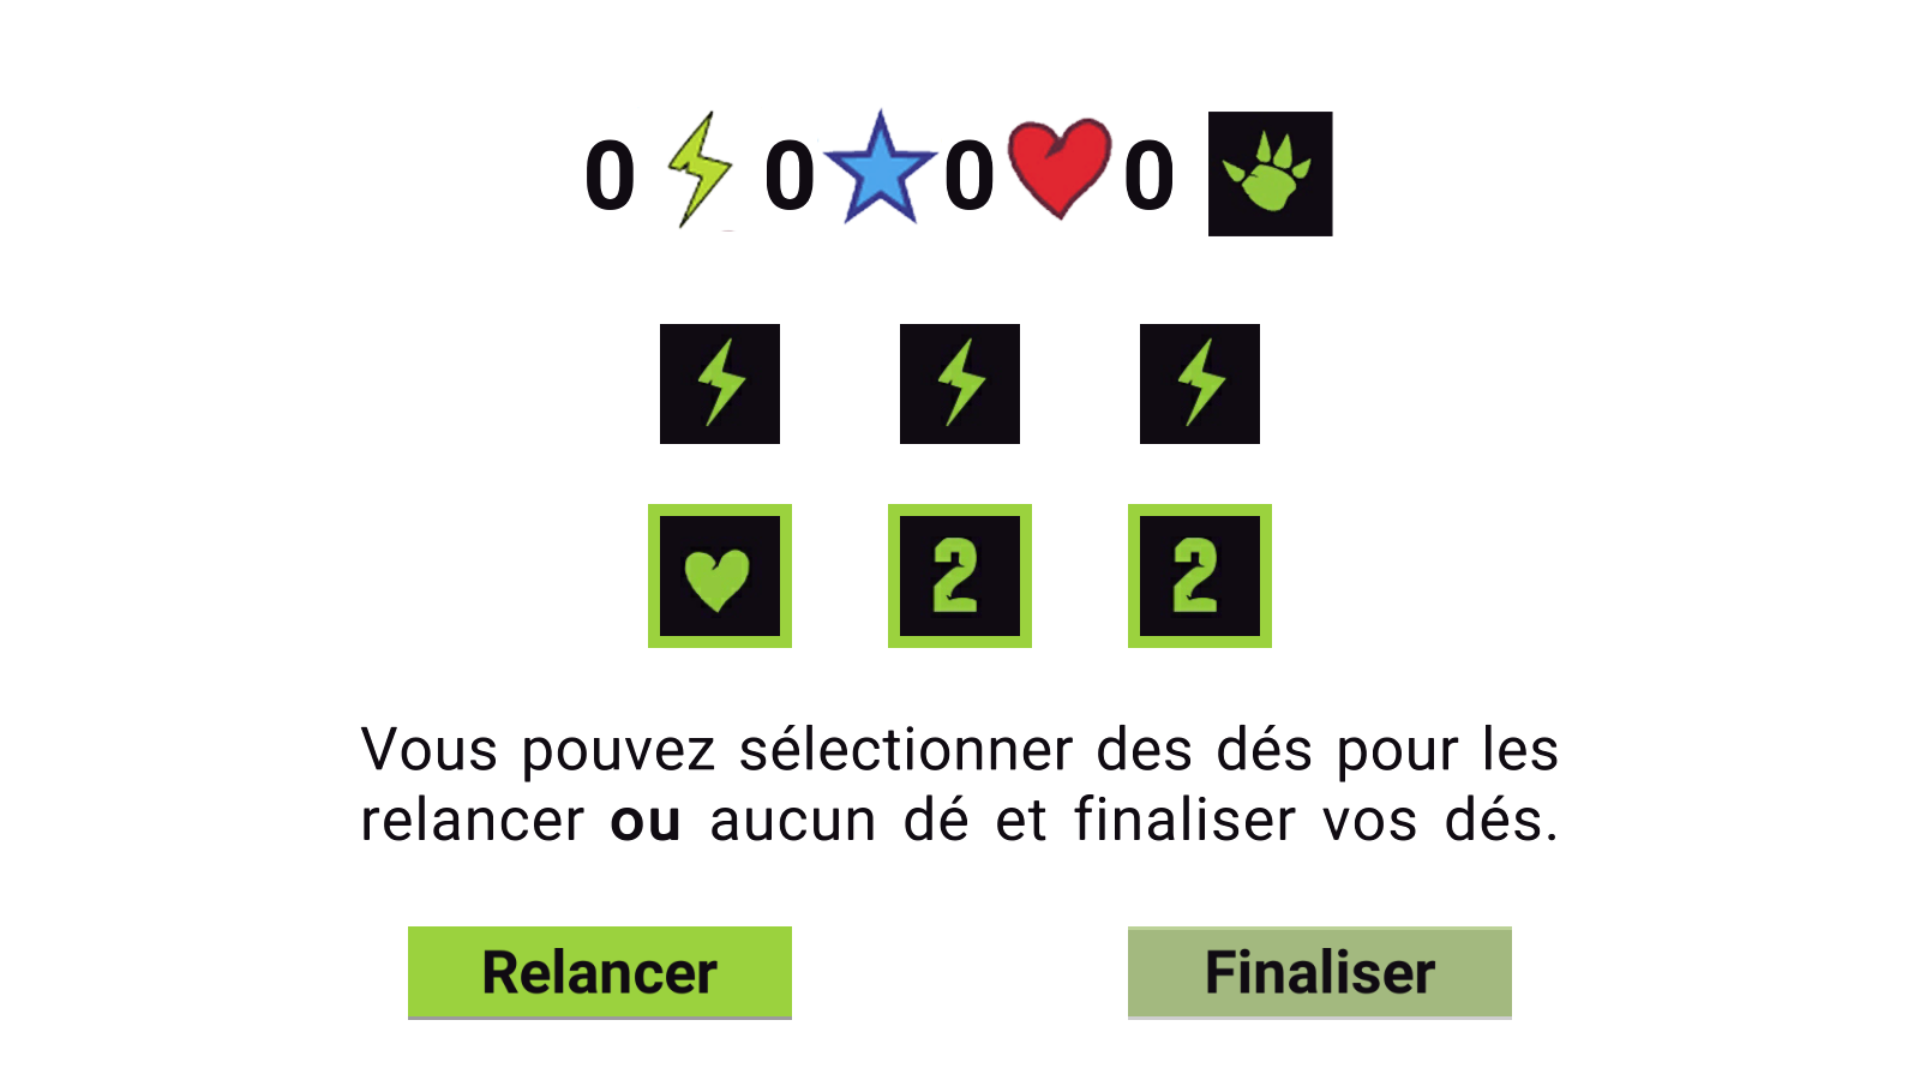 0 0 0 0
2 2
Vous pouvez sélectionner des dés pour les
relancer ou aucun dé et finaliser vos dés.
Relancer Finaliser